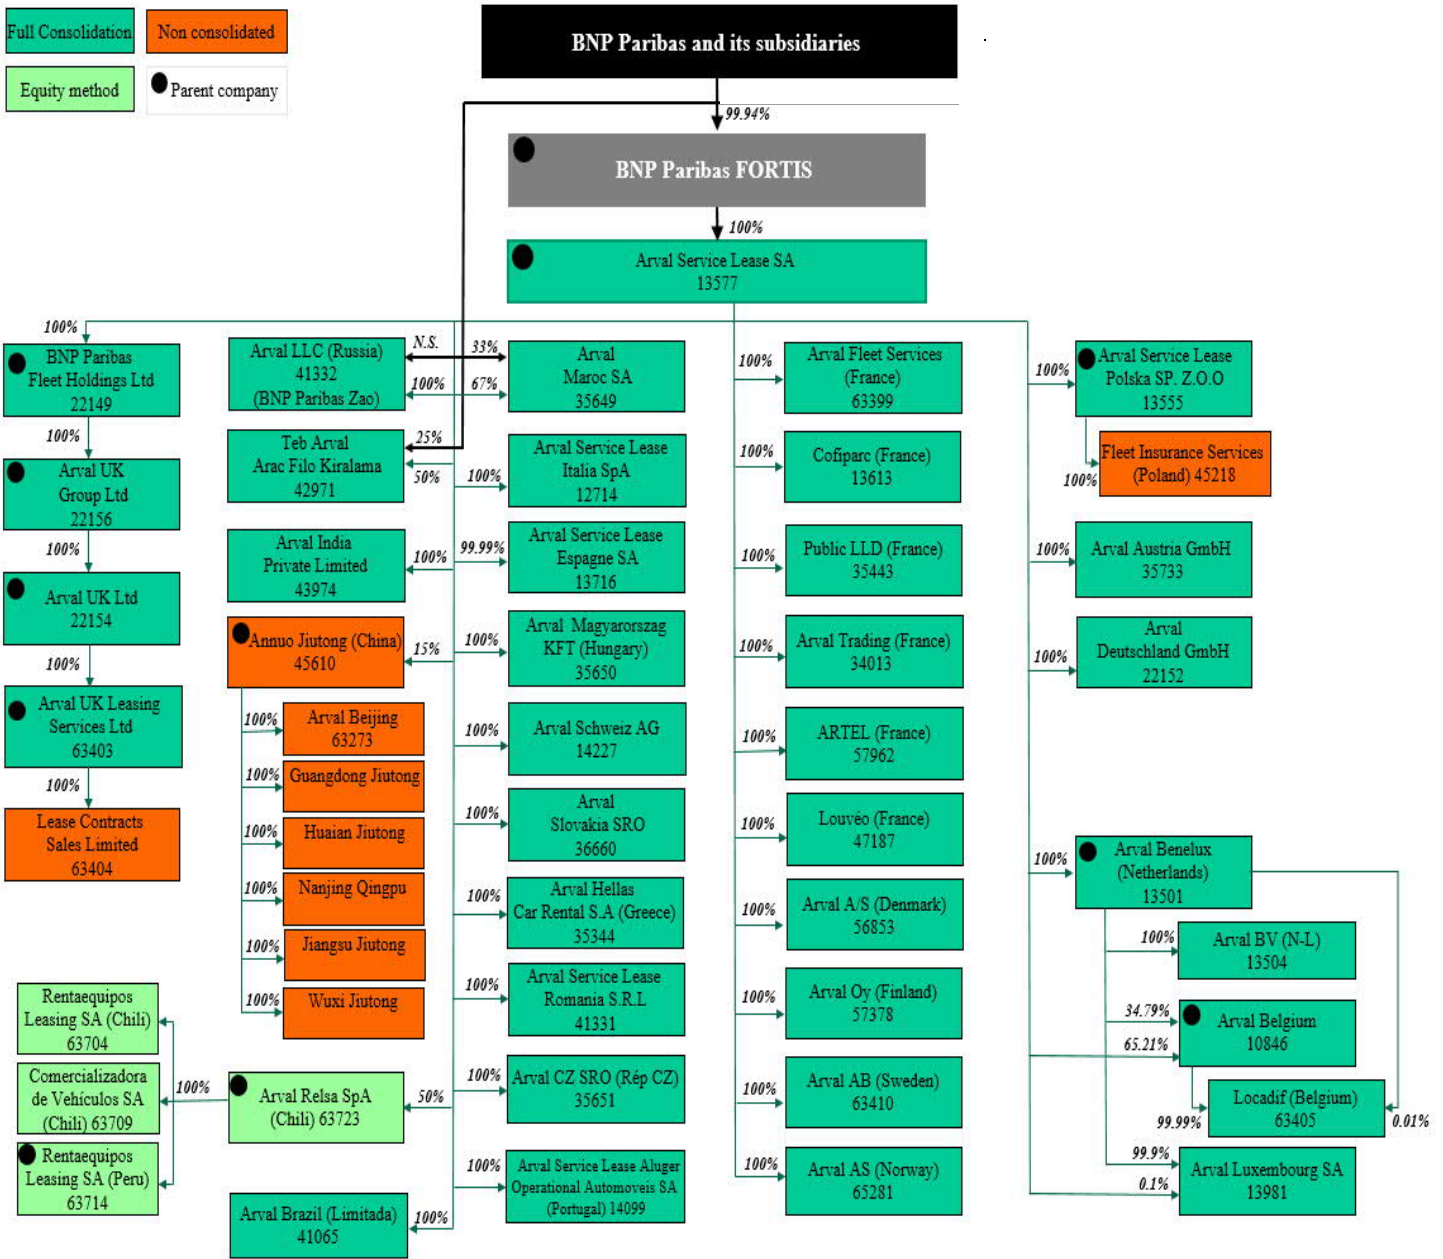 Full Consolidation
Non consolidated
Equity method
Parent company
BNP Paribas and its subsidiaries
99.94%
BNP Paribas FORTIS
100%
Arval Service Lease SA
13577
100%
BNP Paribas
Fleet Holdings Ltd
22149
100%
Arval UK
Group Ltd
22156
100%
Arval UK Ltd
22154
100%
Arval UK Leasing
Services Ltd
63403
100%
Lease Contracts
Sales Limited
63404
Rentaequipos
Leasing SA (Chili)
63704
Comercializadora
de Vehículos SA
(Chili) 63709
Rentaequipos
Leasing SA (Peru)
63714
100%
Arval LLC (Russia)
41332
(BNP Paribas Zao)
N.S.
100%
Teb Arval
Arac Filo Kiralama
42971
25%
50%
Arval India
Private Limited
43974
100%
Annuo Jiutong (China)
45610
15%
100%
Arval Beijing
63273
100%
Guangdong Jiutong
100%
Huaian Jiutong
100%
Nanjing Qingpu
100%
Jiangsu Jiutong
100%
Wuxi Jiutong
Arval Relsa SpA
(Chili) 63723
50%
Arval Brazil (Limitada)
41065
100%
33%
67%
Arval
Maroc SA
35649
100%
Arval Service Lease
Italia SpA
12714
99.99%
Arval Service Lease
Espagne SA
13716
100%
Arval Magyarorszag
KFT (Hungary)
35650
100%
Arval Schweiz AG
14227
100%
Arval
Slovakia SRO
36660
100%
Arval Hellas
Car Rental S.A (Greece)
35344
100%
Arval Service Lease
Romania S.R.L
41331
100%
Arval CZ SRO (Rép CZ)
35651
100%
Arval Service Lease Aluger
Operational Automoveis SA
(Portugal) 14099
100%
Arval Fleet Services
(France)
63399
100%
Cofiparc (France)
13613
100%
Public LLD (France)
35443
100%
Arval Trading (France)
34013
100%
ARTEL (France)
57962
100%
Louvéo (France)
47187
100%
Arval A/S (Denmark)
56853
100%
Arval Oy (Finland)
57378
100%
Arval AB (Sweden)
63410
100%
Arval AS (Norway)
65281
100%
Arval Service Lease
Polska SP. Z.O.O
13555
100%
Fleet Insurance Services
(Poland) 45218
100%
Arval Austria GmbH
35733
100%
Arval
Deutschland GmbH
22152
100%
Arval Benelux
(Netherlands)
13501
100%
Arval BV (N-L)
13504
34.79%
65.21%
Arval Belgium
10846
99.99%
Locadif (Belgium)
63405
0.01%
99.9%
0.1%
Arval Luxembourg SA
13981